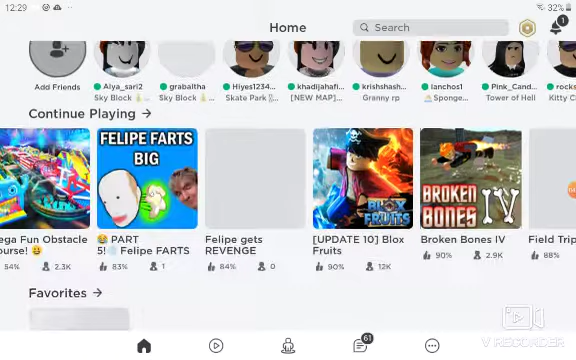 12:29
32%
Home
Search
1
Add Friends
Alya_sari2
Sky Block
grabaltha
Sky Block
Hiyes1234...
Skate Park
khadijahafi...
[NEW MAP]...
krishshash...
Granny rp
lanchos1
Sponge...
Pink_Cand...
Tower of Hell
rocks
Kitty C
Continue Playing →
FELIPE FARTS
BIG
BLOX
FRUITS
BROKEN
BONES IV
ega Fun Obstacle
ourse! 😃
54% 2.3K
😂 PART
5!💨 Felipe FARTS
83% 1
Felipe gets
REVENGE
84% 0
[UPDATE 10] Blox
Fruits
90% 12K
Broken Bones IV
90% 2.9K
Field Trip
88%
Favorites →
61
V RECORDER